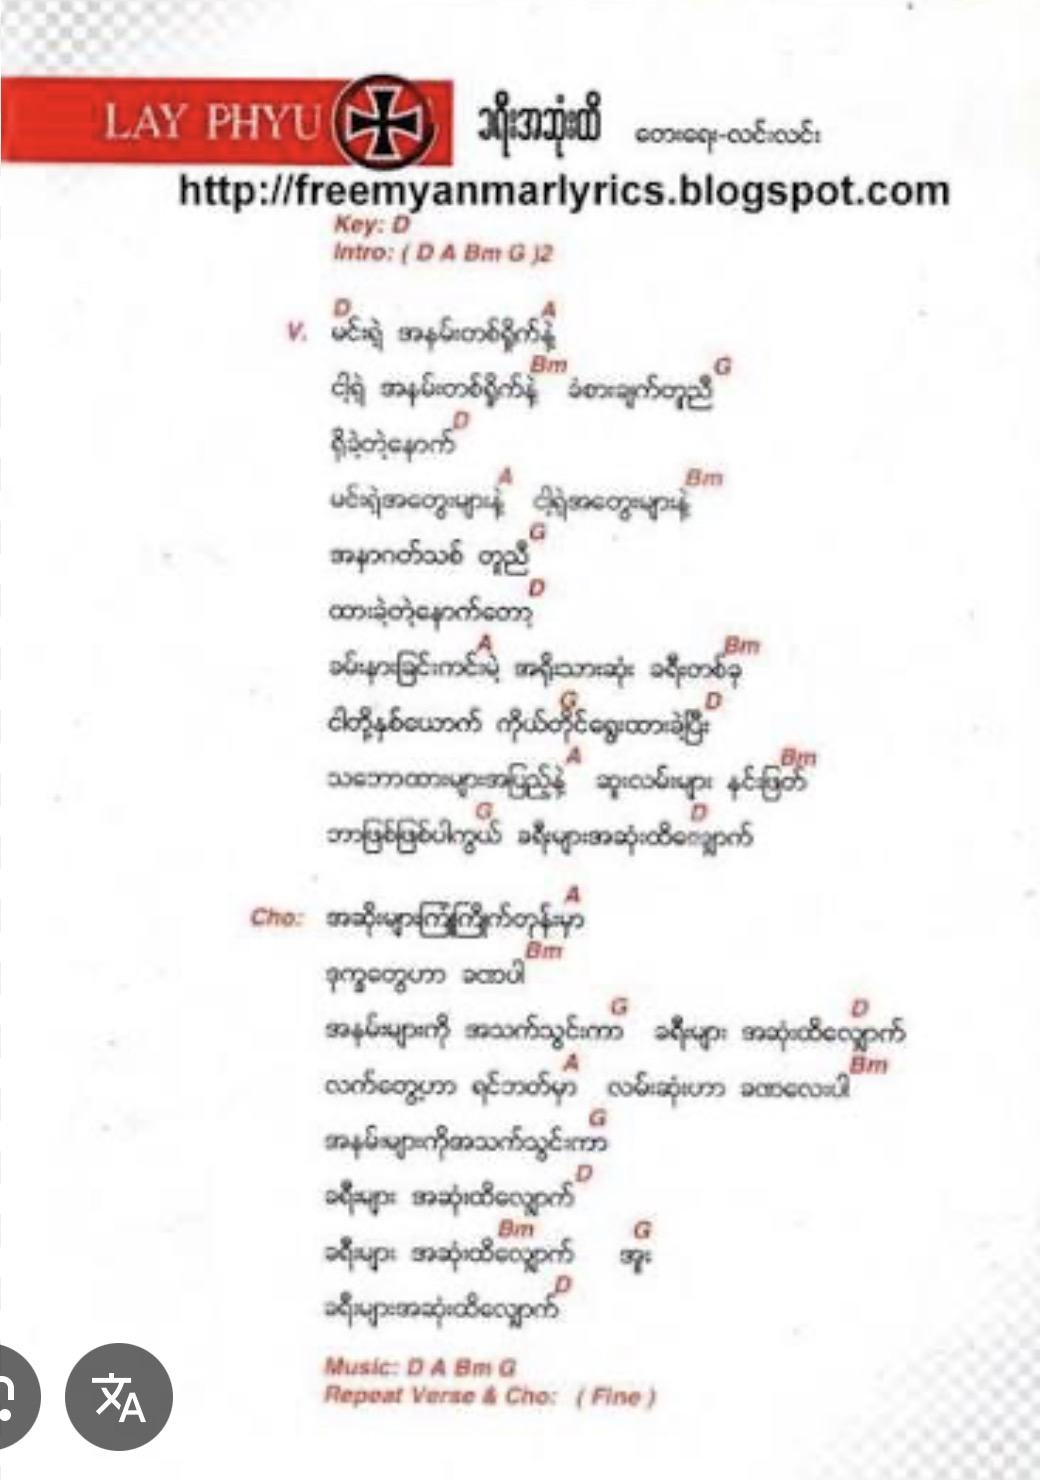 LAY PHYU ခရီးအဆုံးထိ တေးရေး-လင်းလင်း
http://freemyanmarlyrics.blogspot.com
Key: D
Intro: ( D A Bm G )2
D A
V. မင်းရဲ့ အနမ်းတစ်ရှိုက်နဲ့
Bm G
ငါ့ရဲ့ အနမ်းတစ်ရှိုက်နဲ့ ခံစားချက်တူညီ
D
ရှိခဲ့တဲ့နောက်
A Bm
မင်းရဲ့အတွေးများနဲ့ ငါ့ရဲ့အတွေးများနဲ့
G
အနာဂတ်သစ် တူညီ
D
ထားခဲ့တဲ့နောက်တော့
A Bm
ခမ်းနားခြင်းကင်းမဲ့ အရိုးသားဆုံး ခရီးတစ်ခု
G D
ငါတို့နှစ်ယောက် ကိုယ်တိုင်ရွေးထားခဲ့ပြီး
A Bm
သဘောထားများအပြည့်နဲ့ ဆူးလမ်းများ နင်းဖြတ်
G D
ဘာဖြစ်ဖြစ်ပါကွယ် ခရီးများအဆုံးထိလျှောက်
A
Cho: အဆိုးများကြုံကြိုက်တုန်းမှာ
Bm
ဒုက္ခတွေဟာ ခဏပါ
G D
အနမ်းများကို အသက်သွင်းကာ ခရီးများ အဆုံးထိလျှောက်
A Bm
လက်တွေ့ဟာ ရင်ဘတ်မှာ လမ်းဆုံးဟာ ခဏလေးပါ
G
အနမ်းများကိုအသက်သွင်းကာ
D
ခရီးများ အဆုံးထိလျှောက်
Bm G
ခရီးများ အဆုံးထိလျှောက် အူး
D
ခရီးများအဆုံးထိလျှောက်
Music: D A Bm G
Repeat Verse & Cho: ( Fine )